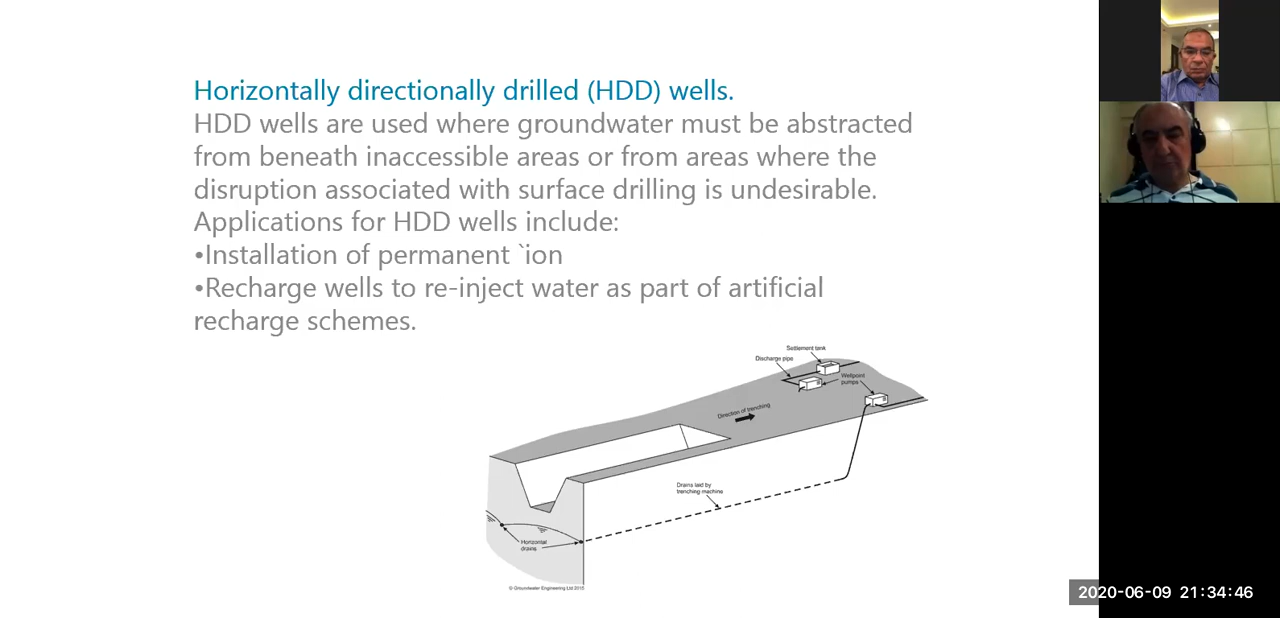 Horizontally directionally drilled (HDD) wells.
HDD wells are used where groundwater must be abstracted
from beneath inaccessible areas or from areas where the
disruption associated with surface drilling is undesirable.
Applications for HDD wells include:
•Installation of permanent `ion
•Recharge wells to re-inject water as part of artificial
recharge schemes.
Settlement tank
Discharge pipe
Wellpoint
pumps
Direction of trenching
Drains laid by
trenching machine
Horizontal
drains
© Groundwater Engineering Ltd 2015
2020-06-09 21:34:46